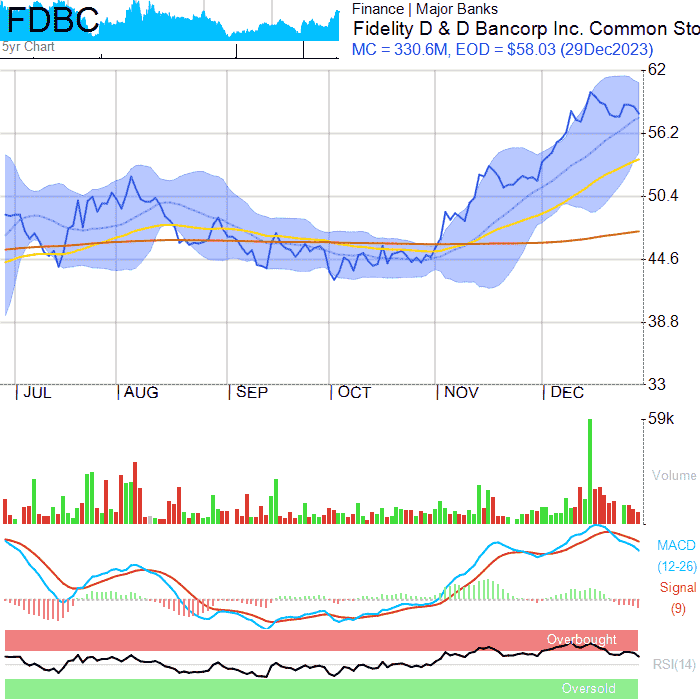 FDBC
5yr Chart
Finance | Major Banks
Fidelity D & D Bancorp Inc. Common Sto
MC = 330.6M, EOD = $58.03 (29Dec2023)
62
56.2
50.4
44.6
38.8
33
JUL AUG SEP OCT NOV DEC
59k
Volume
MACD
(12-26)
Signal
(9)
Overbought
RSI(14)
Oversold